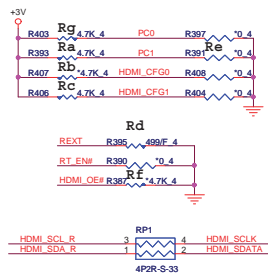 +3V
Rg
R403 4.7K_4 PC0 R397 *0_4
Ra Re
R393 4.7K_4 PC1 R391 *0_4
Rb
R407 *4.7K_4 HDMI_CFG0 R408 *0_4
Rc
R406 4.7K_4 HDMI_CFG1 R404 *0_4
Rd
REXT R395 499/F_4
RT_EN# R390 *0_4
Rf
HDMI_OE# R387 *4.7K_4
RP1
HDMI_SCL_R 3 4 HDMI_SCLK
HDMI_SDA_R 1 2 HDMI_SDATA
4P2R-S-33